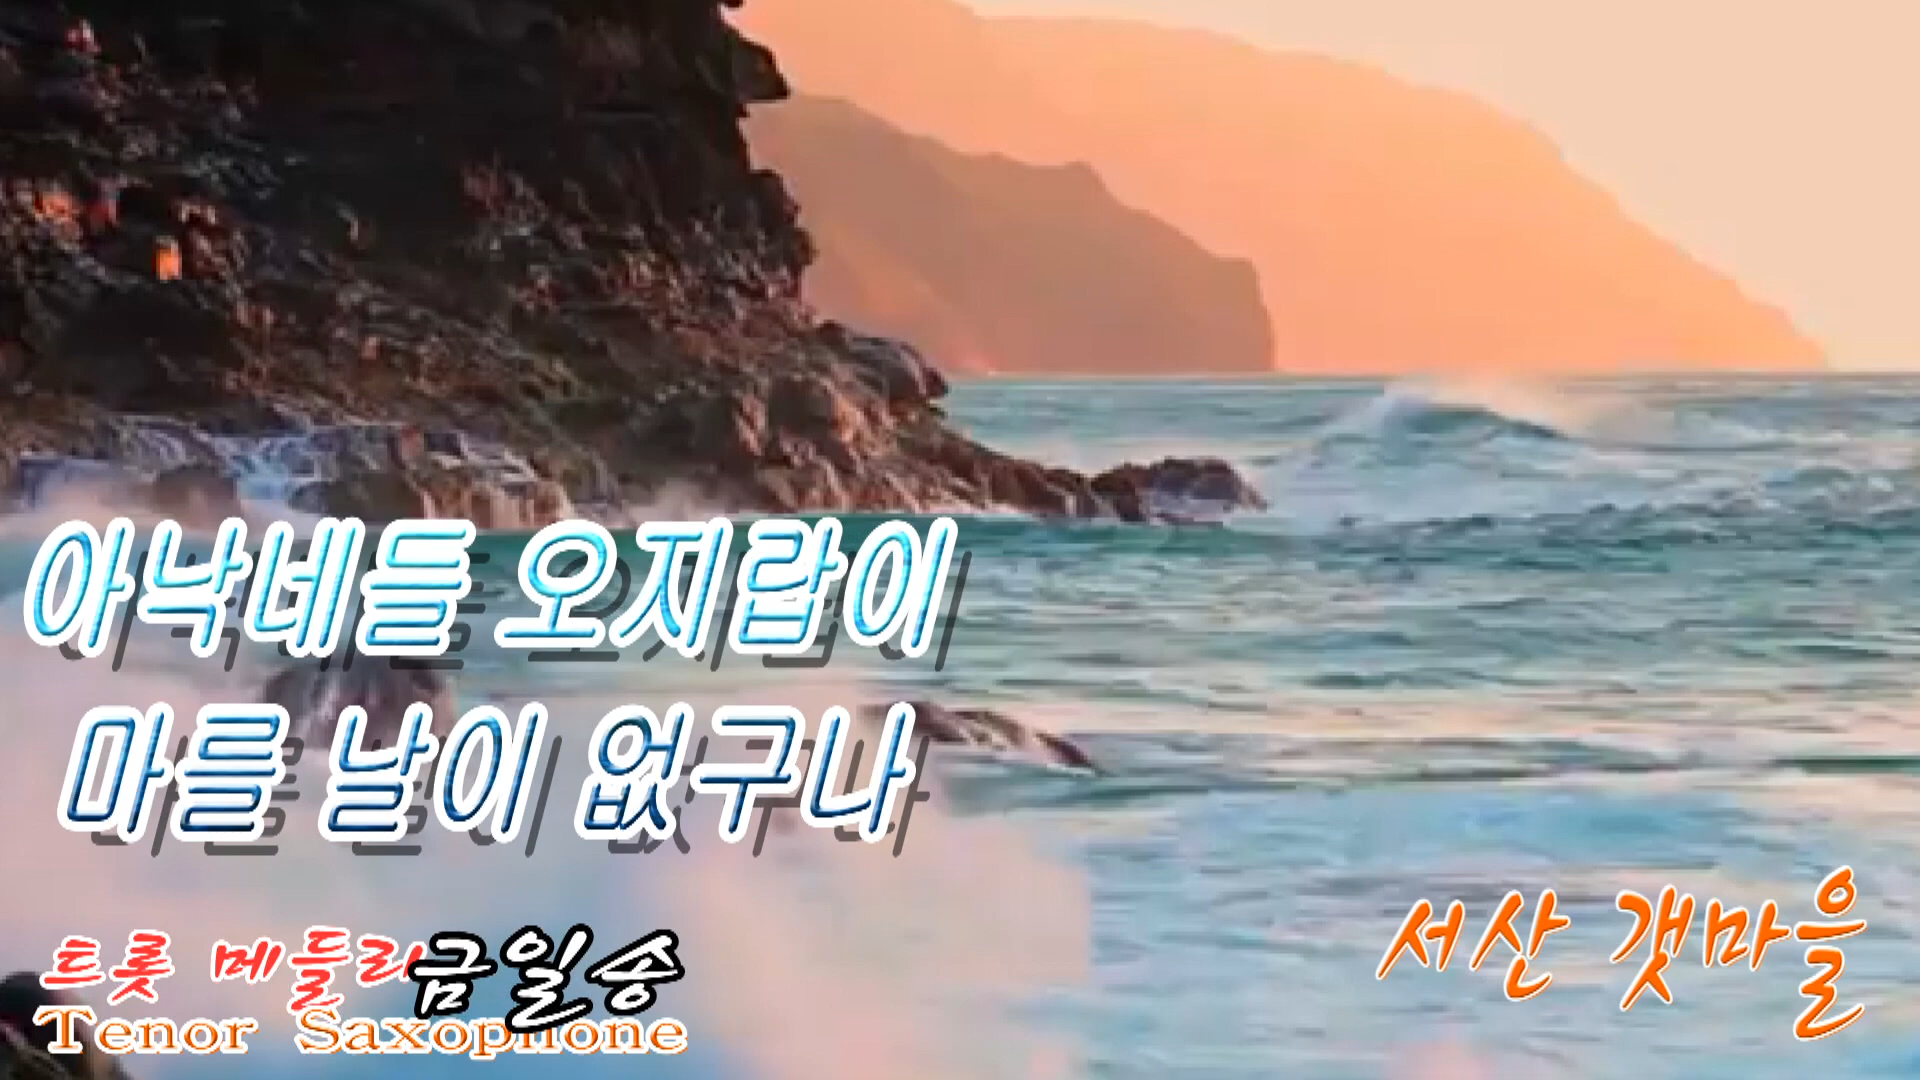 아낙네들 오지랍이
마를 날이 없구나
트롯 메들리 금일송
Tenor Saxophone
서산 갯마을